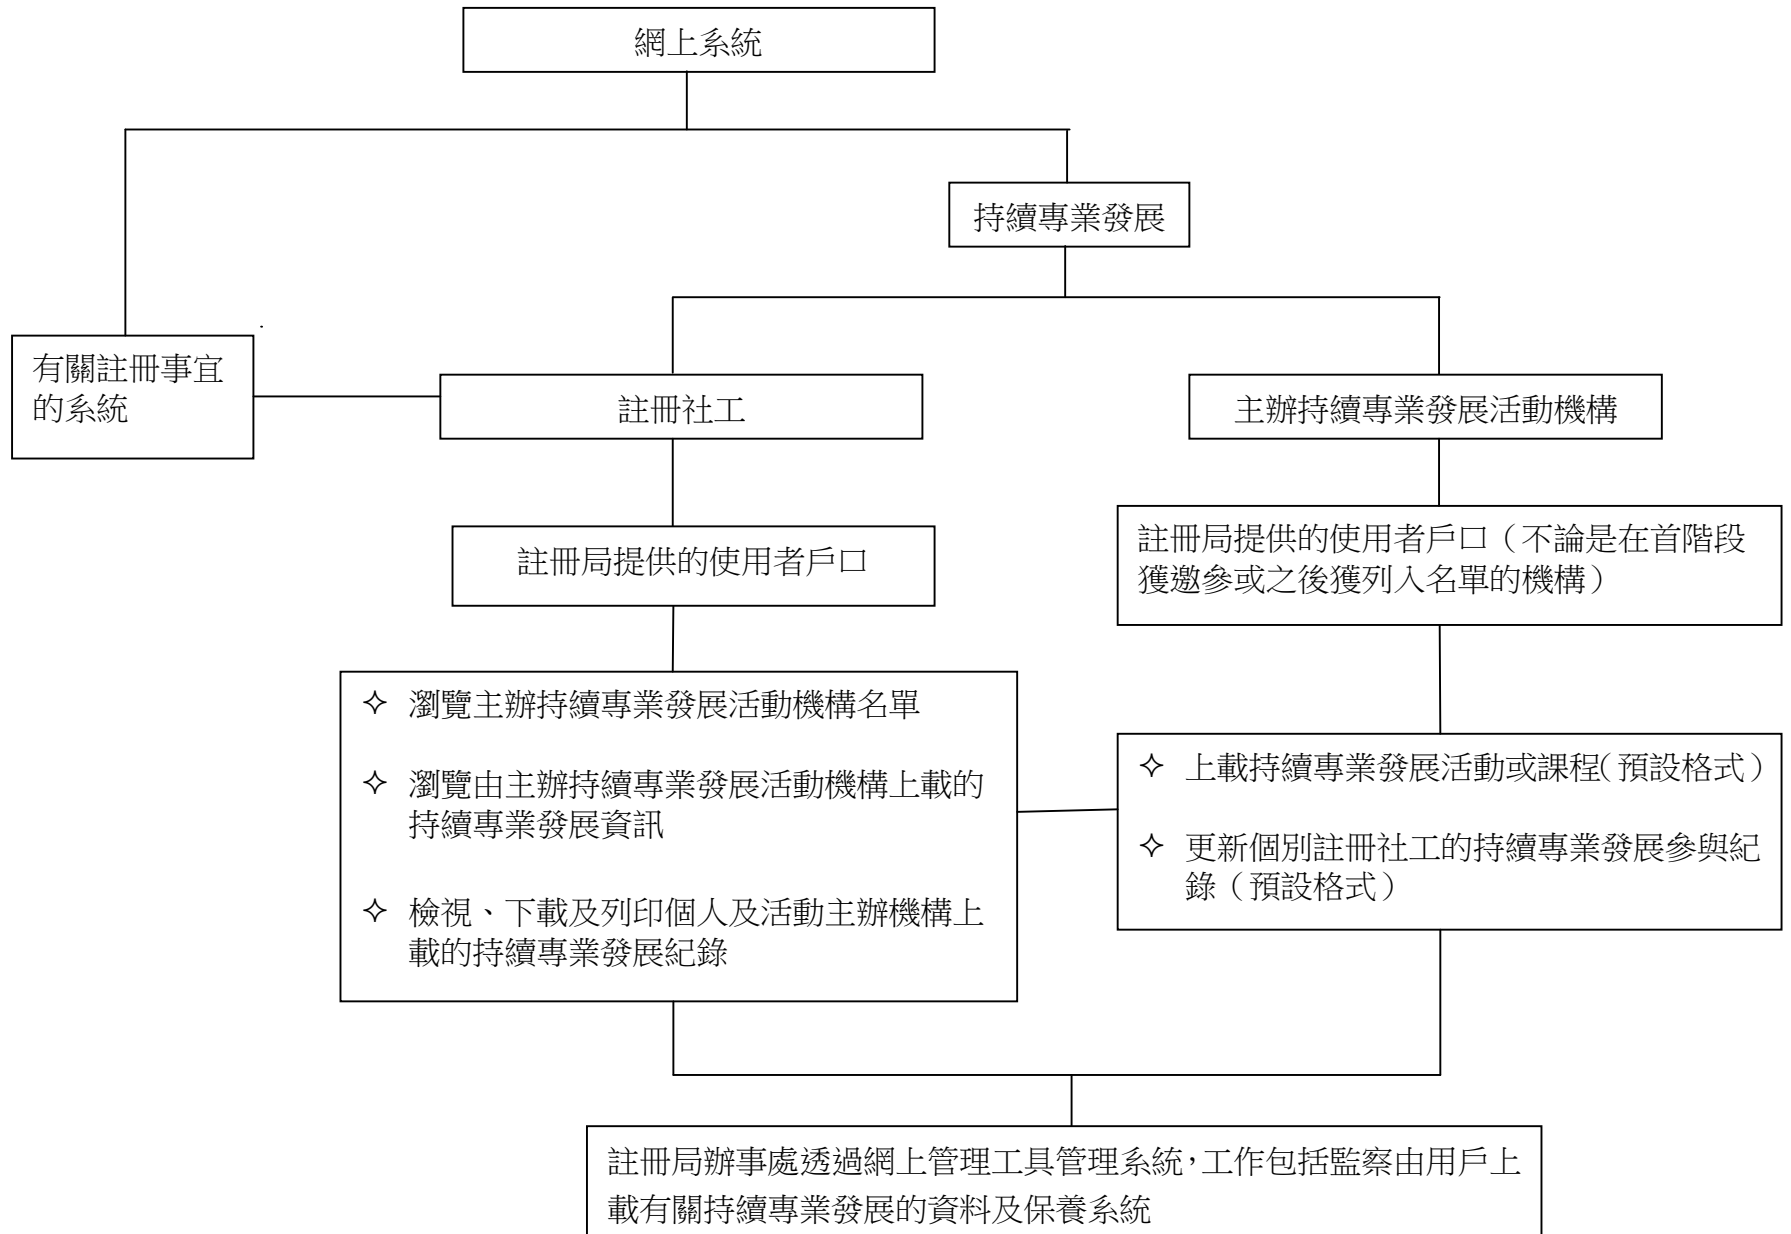 網上系統
持續專業發展
有關註冊事宜
的系統
註冊社工
主辦持續專業發展活動機構
註冊局提供的使用者戶口
註冊局提供的使用者戶口（不論是在首階段
獲邀參或之後獲列入名單的機構）
✧ 瀏覽主辦持續專業發展活動機構名單
✧ 瀏覽由主辦持續專業發展活動機構上載的
持續專業發展資訊
✧ 檢視、下載及列印個人及活動主辦機構上
載的持續專業發展紀錄
✧ 上載持續專業發展活動或課程（預設格式）
✧ 更新個別註冊社工的持續專業發展參與紀
錄（預設格式）
註冊局辦事處透過網上管理工具管理系統，工作包括監察由用戶上
載有關持續專業發展的資料及保養系統